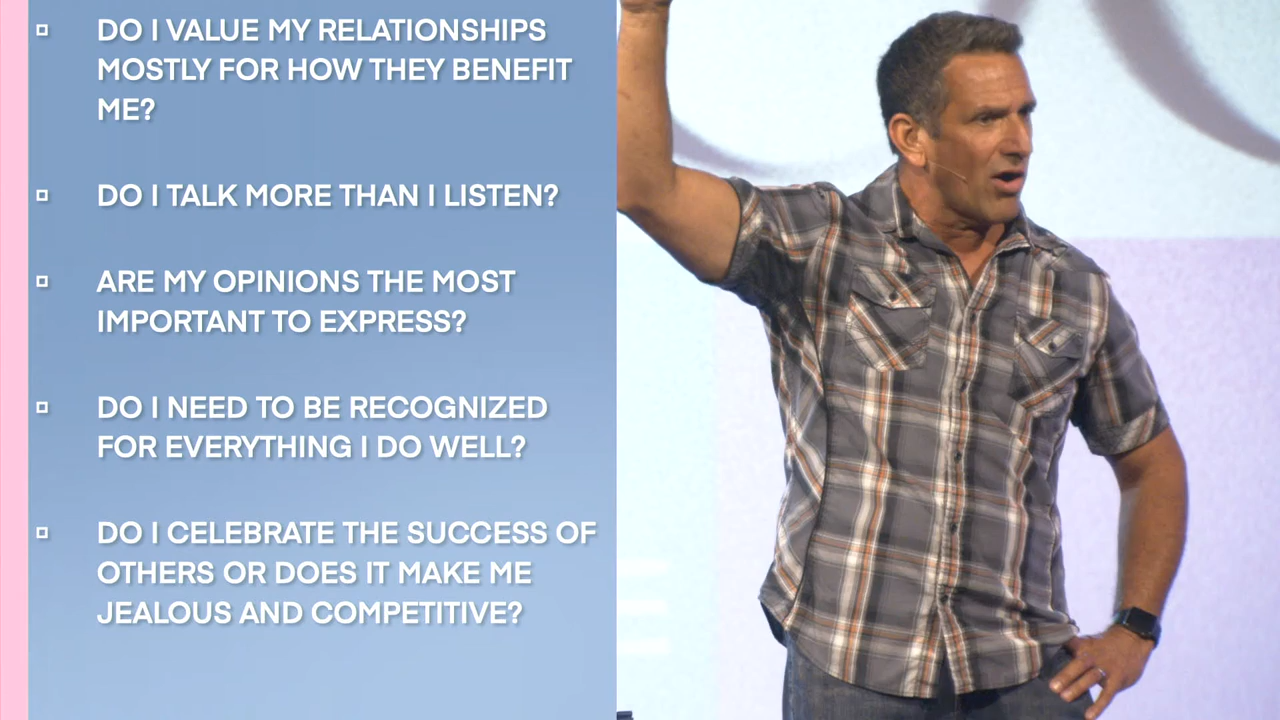 DO I VALUE MY RELATIONSHIPS
MOSTLY FOR HOW THEY BENEFIT
ME?
DO I TALK MORE THAN I LISTEN?
ARE MY OPINIONS THE MOST
IMPORTANT TO EXPRESS?
DO I NEED TO BE RECOGNIZED
FOR EVERYTHING I DO WELL?
DO I CELEBRATE THE SUCCESS OF
OTHERS OR DOES IT MAKE ME
JEALOUS AND COMPETITIVE?